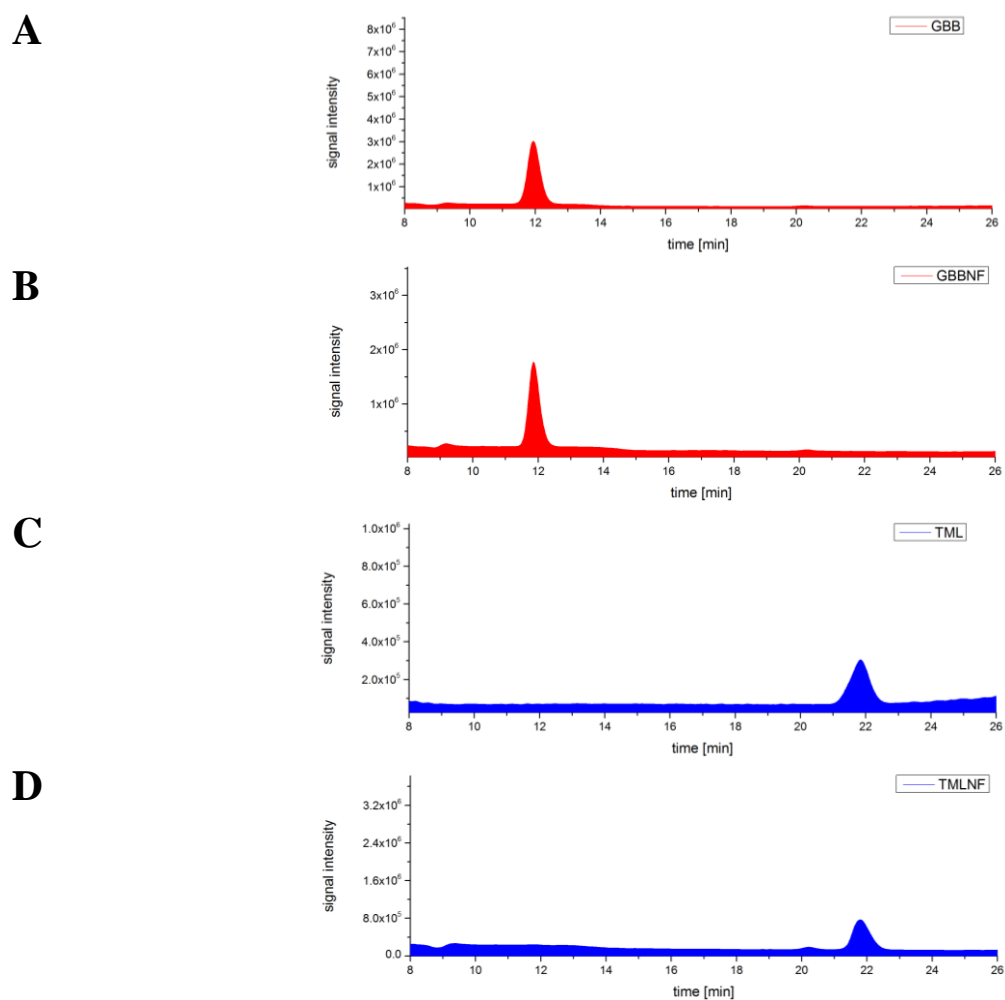 A
GBB
8x10⁶
7x10⁶
6x10⁶
5x10⁶
4x10⁶
3x10⁶
2x10⁶
1x10⁶
signal intensity
8 10 12 14 16 18 20 22 24 26
time [min]
B
GBBNF
3x10⁶
2x10⁶
1x10⁶
signal intensity
8 10 12 14 16 18 20 22 24 26
time [min]
C
TML
1.0x10⁶
8.0x10⁵
6.0x10⁵
4.0x10⁵
2.0x10⁵
signal intensity
8 10 12 14 16 18 20 22 24 26
time [min]
D
TMLNF
3.2x10⁶
2.4x10⁶
1.6x10⁶
8.0x10⁵
0.0
signal intensity
8 10 12 14 16 18 20 22 24 26
time [min]